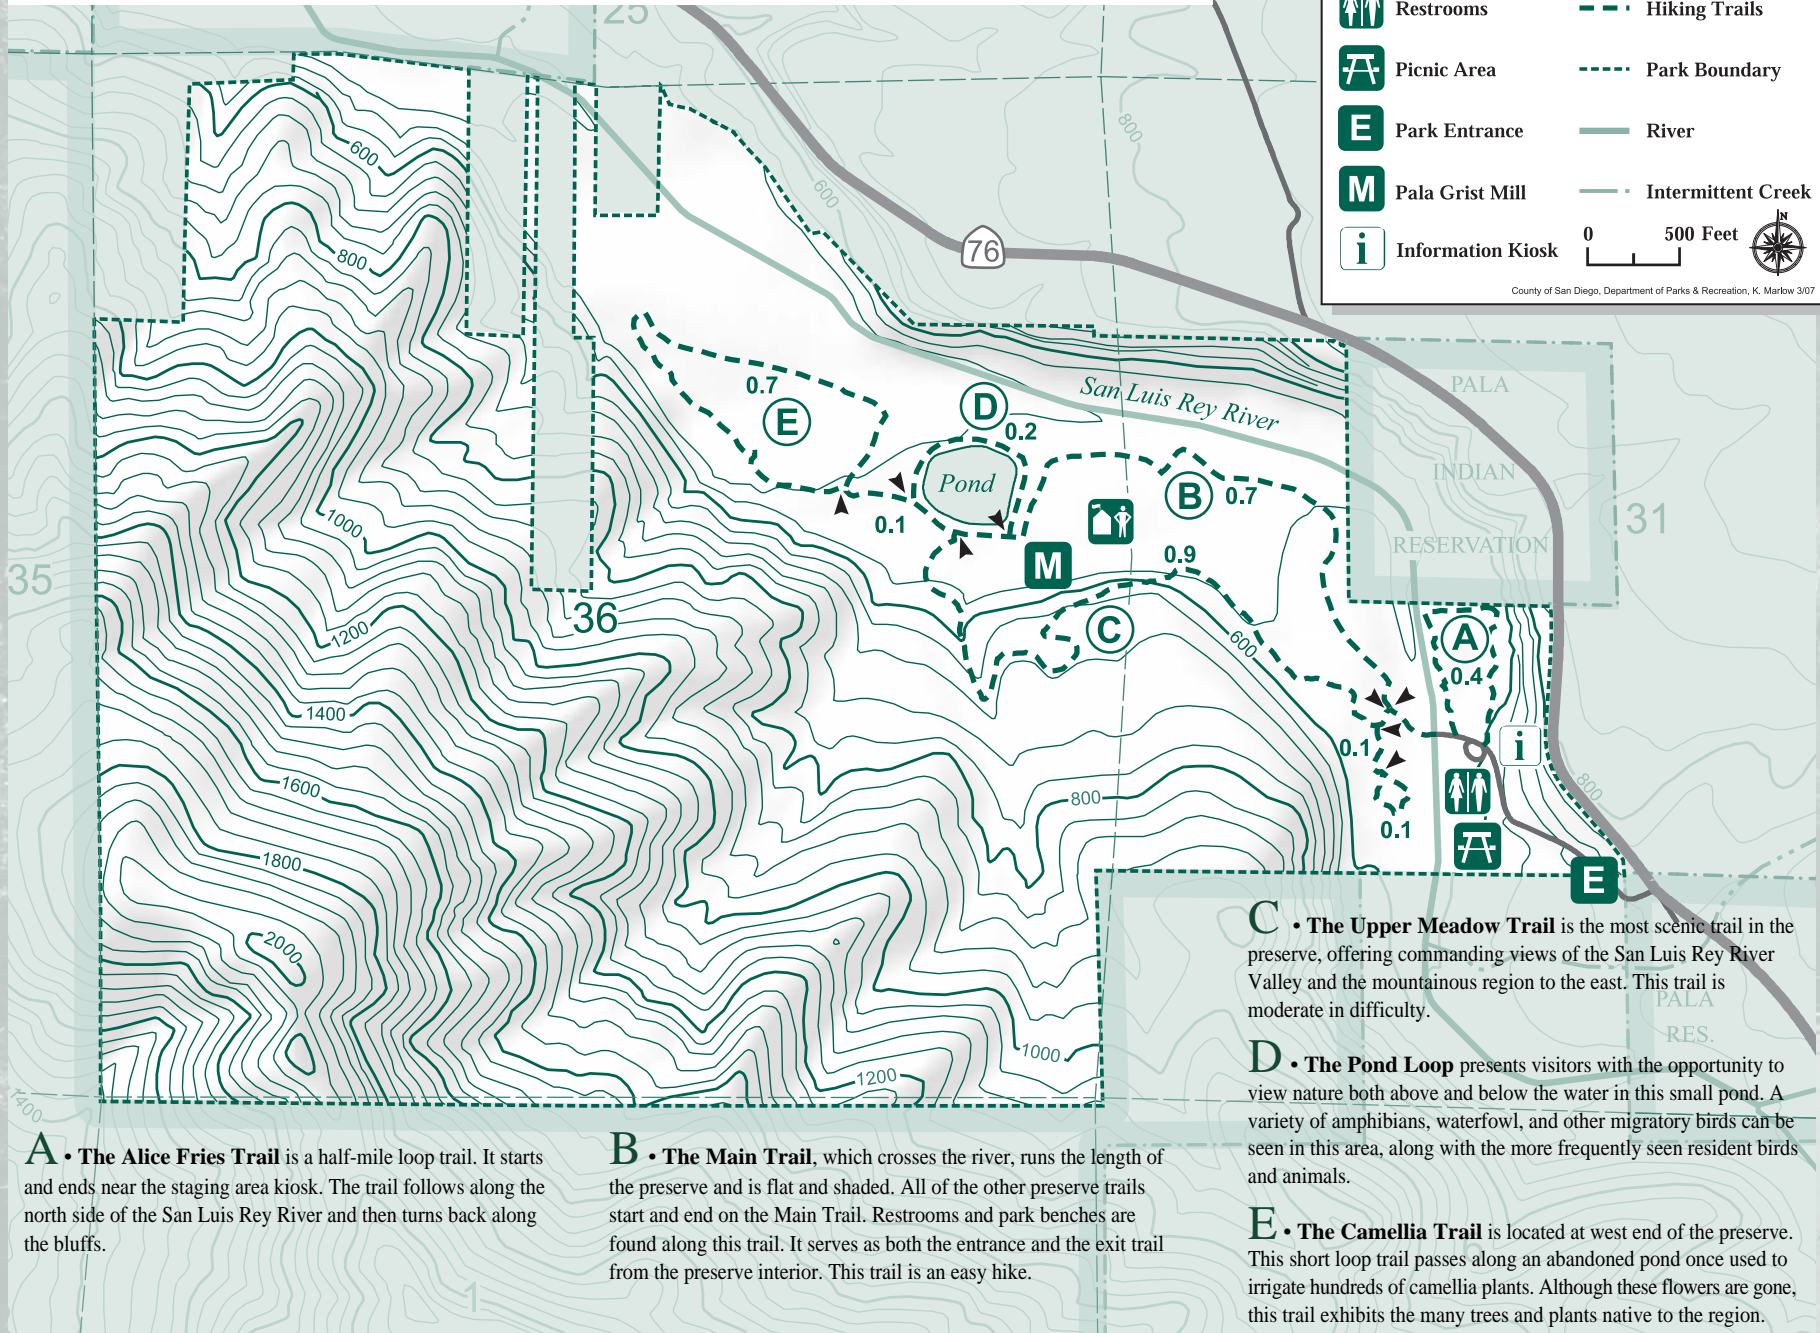 25
Restrooms
Hiking Trails
Picnic Area
Park Boundary
E
Park Entrance
River
M
Pala Grist Mill
Intermittent Creek
i
Information Kiosk
0
500 Feet
N
County of San Diego, Department of Parks & Recreation, K. Marlow 3/07
600
800
600
800
76
San Luis Rey River
PALA
INDIAN
RESERVATION
31
0.7
E
D
0.2
Pond
0.1
B
0.7
M
0.9
C
600
A
0.4
0.1
i
0.1
800
E
35
36
1000
1200
1400
1600
1800
2000
800
1000
1200
1400
1
PALA
RES.
A • The Alice Fries Trail is a half-mile loop trail. It starts
and ends near the staging area kiosk. The trail follows along the
north side of the San Luis Rey River and then turns back along
the bluffs.
B • The Main Trail, which crosses the river, runs the length of
the preserve and is flat and shaded. All of the other preserve trails
start and end on the Main Trail. Restrooms and park benches are
found along this trail. It serves as both the entrance and the exit trail
from the preserve interior. This trail is an easy hike.
C • The Upper Meadow Trail is the most scenic trail in the
preserve, offering commanding views of the San Luis Rey River
Valley and the mountainous region to the east. This trail is
moderate in difficulty.
D • The Pond Loop presents visitors with the opportunity to
view nature both above and below the water in this small pond. A
variety of amphibians, waterfowl, and other migratory birds can be
seen in this area, along with the more frequently seen resident birds
and animals.
E • The Camellia Trail is located at west end of the preserve.
This short loop trail passes along an abandoned pond once used to
irrigate hundreds of camellia plants. Although these flowers are gone,
this trail exhibits the many trees and plants native to the region.